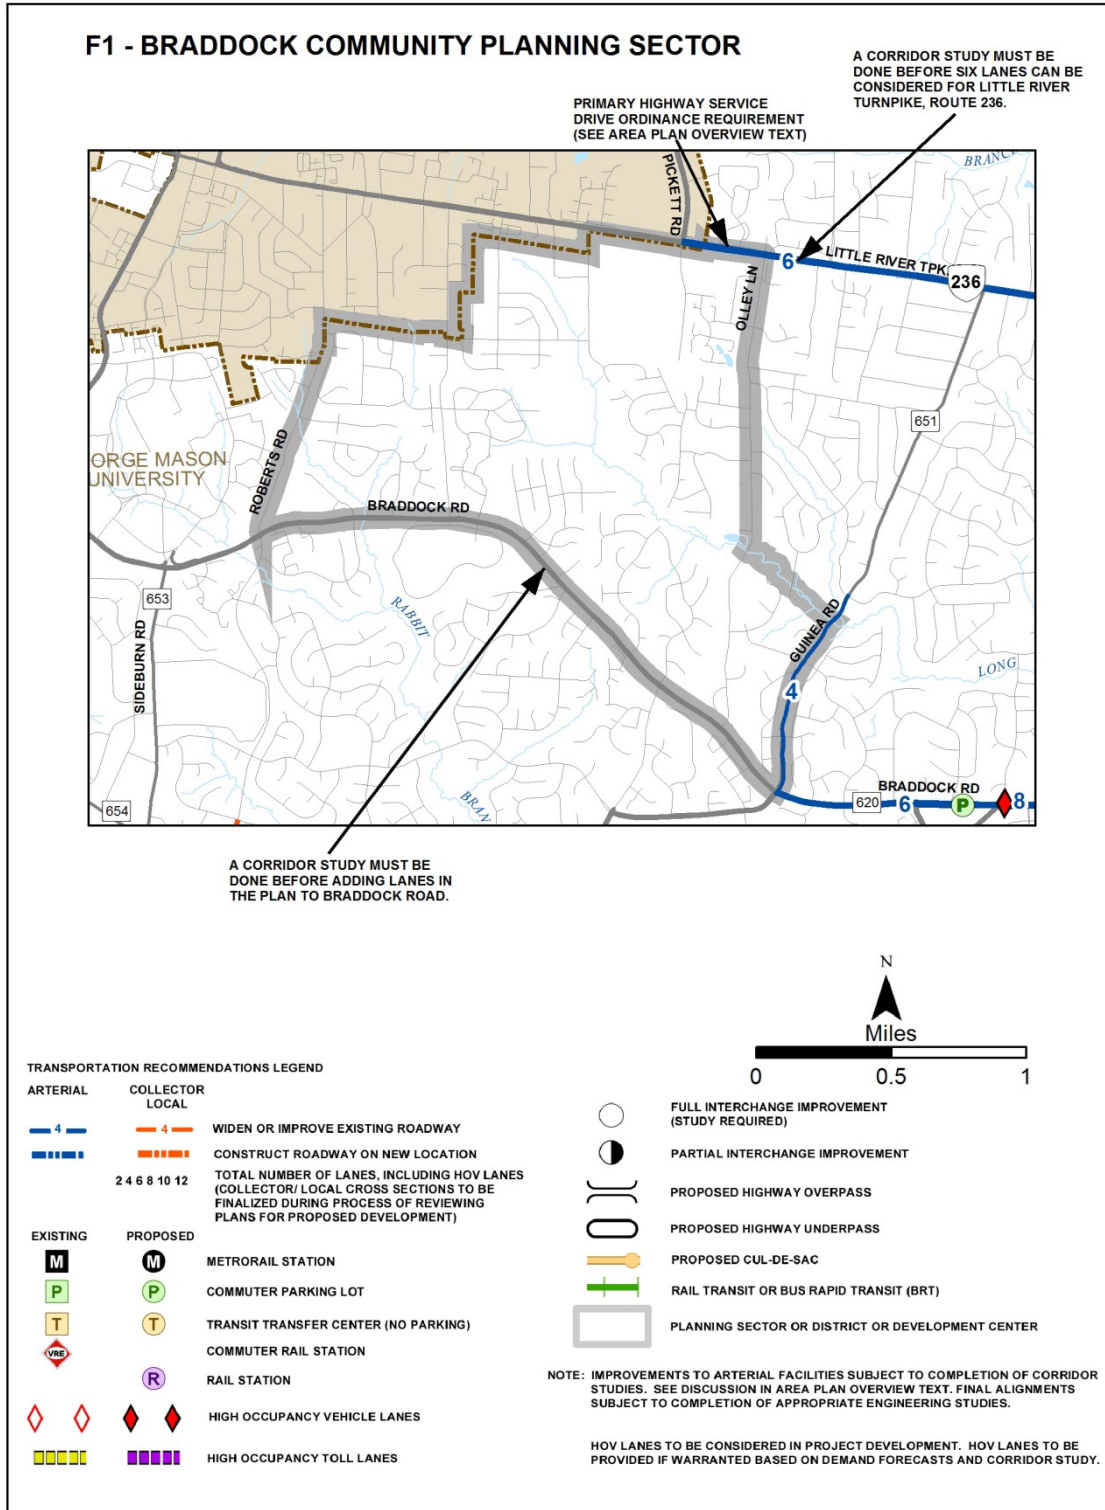 F1 - BRADDOCK COMMUNITY PLANNING SECTOR
A CORRIDOR STUDY MUST BE
DONE BEFORE SIX LANES CAN BE
CONSIDERED FOR LITTLE RIVER
TURNPIKE, ROUTE 236.
PRIMARY HIGHWAY SERVICE
DRIVE ORDINANCE REQUIREMENT
(SEE AREA PLAN OVERVIEW TEXT)
BRANC
PICKETT RD
6
LITTLE RIVER TPK.
236
OLLEY LN
651
ORGE MASON
UNIVERSITY
ROBERTS RD
BRADDOCK RD
653
RABBIT
SIDEBURN RD
GUINEA RD
LONG
4
BRADDOCK RD
BRAN
654
620
6
P
8
A CORRIDOR STUDY MUST BE
DONE BEFORE ADDING LANES IN
THE PLAN TO BRADDOCK ROAD.
N
Miles
0 0.5 1
TRANSPORTATION RECOMMENDATIONS LEGEND
ARTERIAL
COLLECTOR
LOCAL
4 4 WIDEN OR IMPROVE EXISTING ROADWAY
CONSTRUCT ROADWAY ON NEW LOCATION
2 4 6 8 10 12 TOTAL NUMBER OF LANES, INCLUDING HOV LANES
(COLLECTOR/ LOCAL CROSS SECTIONS TO BE
FINALIZED DURING PROCESS OF REVIEWING
PLANS FOR PROPOSED DEVELOPMENT)
EXISTING PROPOSED
M M METRORAIL STATION
P P COMMUTER PARKING LOT
T T TRANSIT TRANSFER CENTER (NO PARKING)
VRE COMMUTER RAIL STATION
R RAIL STATION
HIGH OCCUPANCY VEHICLE LANES
HIGH OCCUPANCY TOLL LANES
FULL INTERCHANGE IMPROVEMENT
(STUDY REQUIRED)
PARTIAL INTERCHANGE IMPROVEMENT
PROPOSED HIGHWAY OVERPASS
PROPOSED HIGHWAY UNDERPASS
PROPOSED CUL-DE-SAC
RAIL TRANSIT OR BUS RAPID TRANSIT (BRT)
PLANNING SECTOR OR DISTRICT OR DEVELOPMENT CENTER
NOTE: IMPROVEMENTS TO ARTERIAL FACILITIES SUBJECT TO COMPLETION OF CORRIDOR
STUDIES. SEE DISCUSSION IN AREA PLAN OVERVIEW TEXT. FINAL ALIGNMENTS
SUBJECT TO COMPLETION OF APPROPRIATE ENGINEERING STUDIES.
HOV LANES TO BE CONSIDERED IN PROJECT DEVELOPMENT. HOV LANES TO BE
PROVIDED IF WARRANTED BASED ON DEMAND FORECASTS AND CORRIDOR STUDY.